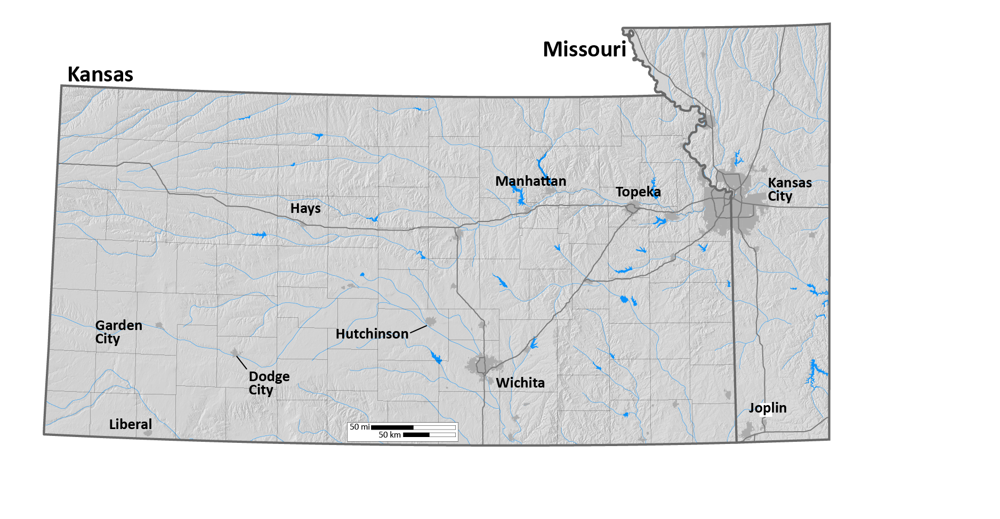 Missouri
Kansas
Manhattan
Kansas
City
Topeka
Hays
Garden
City
Hutchinson
Dodge
City
Wichita
Joplin
Liberal
50 mi
50 km